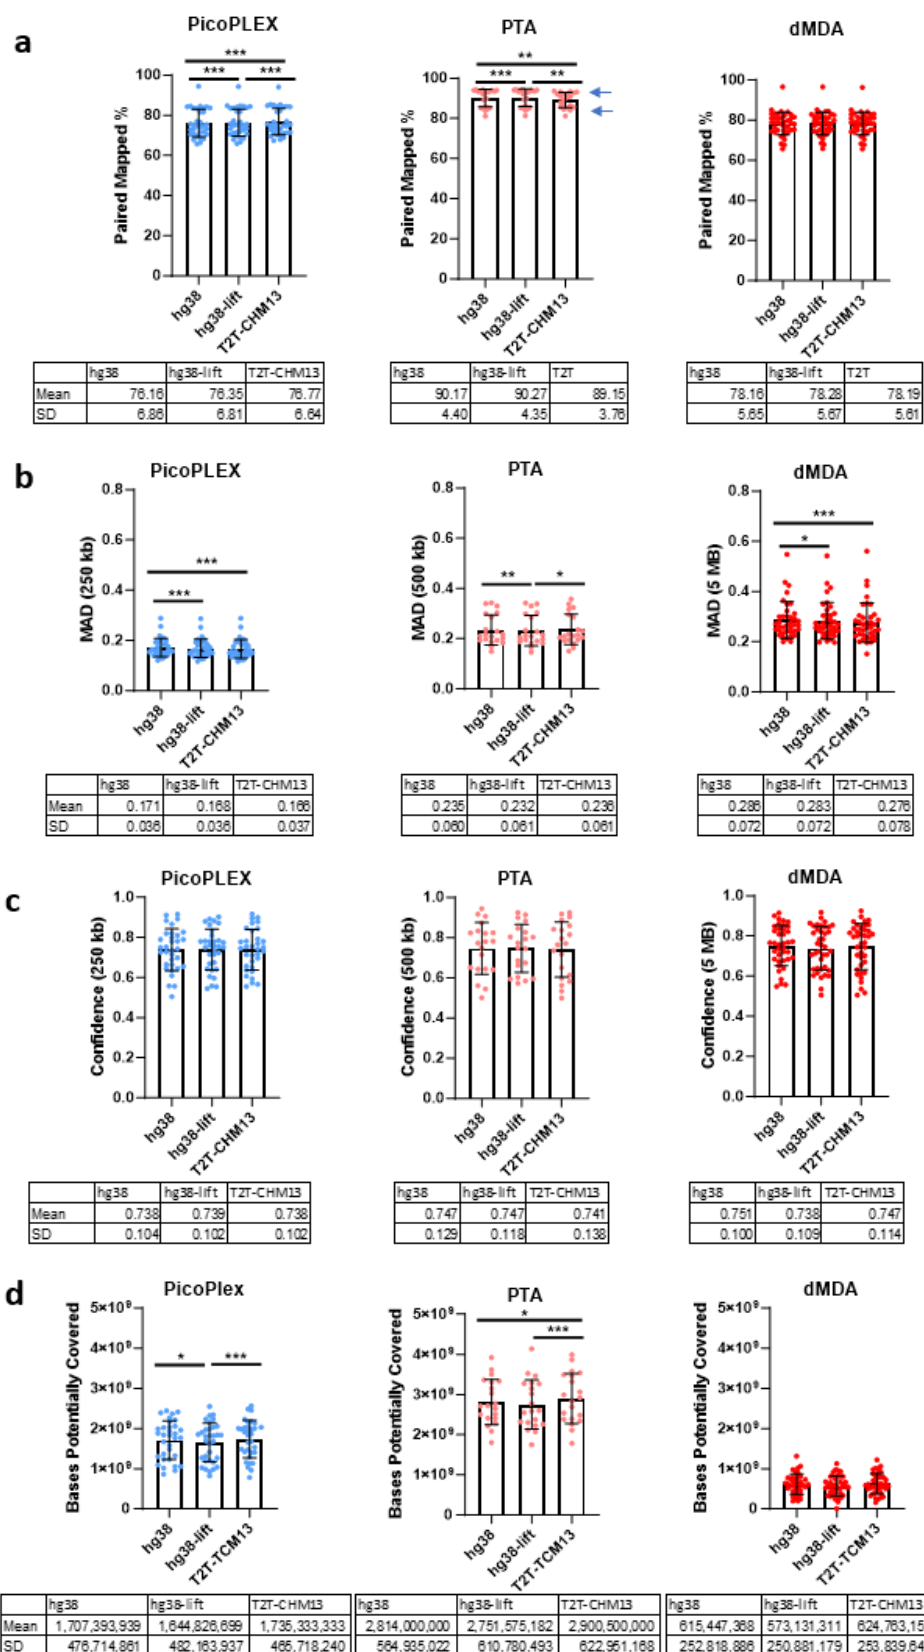 a
PicoPLEX
PTA
dMDA
***
*** ***
**
*** **
Paired Mapped %
100
80
60
40
20
0
hg38
hg38-lift
T2T-CHM13
Paired Mapped %
100
80
60
40
20
0
hg38
hg38-lift
T2T-CHM13
Paired Mapped %
100
80
60
40
20
0
hg38
hg38-lift
T2T-CHM13
hg38 hg38-lift T2T-CHM13
Mean 76.16 76.35 76.77
SD 6.86 6.81 6.64
hg38 hg38-lift T2T
90.17 90.27 89.15
4.40 4.35 3.76
hg38 hg38-lift T2T
78.16 78.28 78.19
5.65 5.67 5.61
b
PicoPLEX
PTA
dMDA
***
***
** *
***
*
MAD (250 kb)
0.8
0.6
0.4
0.2
0.0
hg38
hg38-lift
T2T-CHM13
MAD (500 kb)
0.8
0.6
0.4
0.2
0.0
hg38
hg38-lift
T2T-CHM13
MAD (5 MB)
0.8
0.6
0.4
0.2
0.0
hg38
hg38-lift
T2T-CHM13
hg38 hg38-lift T2T-CHM13
Mean 0.171 0.168 0.166
SD 0.036 0.036 0.037
hg38 hg38-lift T2T-CHM13
0.235 0.232 0.236
0.060 0.061 0.061
hg38 hg38-lift T2T-CHM13
0.286 0.283 0.276
0.072 0.072 0.078
c
PicoPLEX
PTA
dMDA
Confidence (250 kb)
1.0
0.8
0.6
0.4
0.2
0.0
hg38
hg38-lift
T2T-CHM13
Confidence (500 kb)
1.0
0.8
0.6
0.4
0.2
0.0
hg38
hg38-lift
T2T-CHM13
Confidence (5 MB)
1.0
0.8
0.6
0.4
0.2
0.0
hg38
hg38-lift
T2T-CHM13
hg38 hg38-lift T2T-CHM13
Mean 0.738 0.739 0.738
SD 0.104 0.102 0.102
hg38 hg38-lift T2T-CHM13
0.747 0.747 0.741
0.129 0.118 0.138
hg38 hg38-lift T2T-CHM13
0.751 0.738 0.747
0.100 0.109 0.114
d
PicoPlex
PTA
dMDA
* ***
*
***
Bases Potentially Covered
5×10⁹
4×10⁹
3×10⁹
2×10⁹
1×10⁹
0
hg38
hg38-lift
T2T-TCM13
Bases Potentially Covered
5×10⁹
4×10⁹
3×10⁹
2×10⁹
1×10⁹
0
hg38
hg38-lift
T2T-TCM13
Bases Potentially Covered
5×10⁹
4×10⁹
3×10⁹
2×10⁹
1×10⁹
0
hg38
hg38-lift
T2T-TCM13
hg38 hg38-lift T2T-CHM13
Mean 1,707,393,939 1,644,826,699 1,735,333,333
SD 476,714,861 482,163,937 465,718,240
hg38 hg38-lift T2T-CHM13
2,814,000,000 2,751,575,182 2,900,500,000
564,935,022 610,780,493 622,951,168
hg38 hg38-lift T2T-CHM13
615,447,368 573,131,311 624,763,15
252,818,886 250,881,179 253,839,05